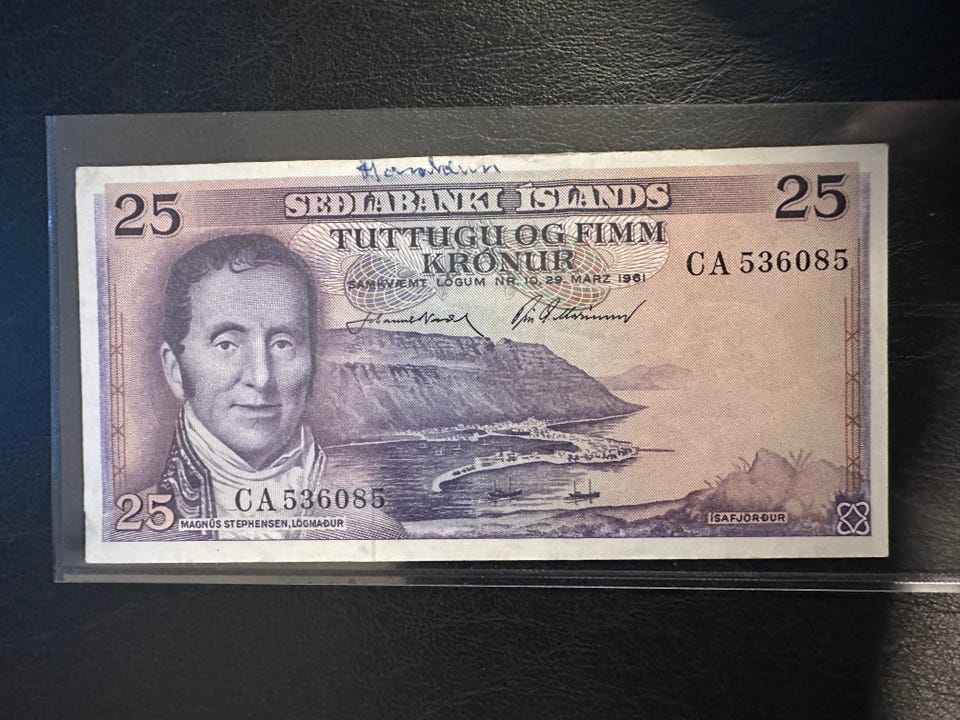 25
SEÐLABANKI ÍSLANDS
25
TUTTUGU OG FIMM
KRÓNUR
CA 536085
SAMKVÆMT LÖGUM NR. 10, 29. MARZ 1961
25
CA 536085
MAGNÚS STEPHENSEN, LÖGMAÐUR
ÍSAFJÖRÐUR